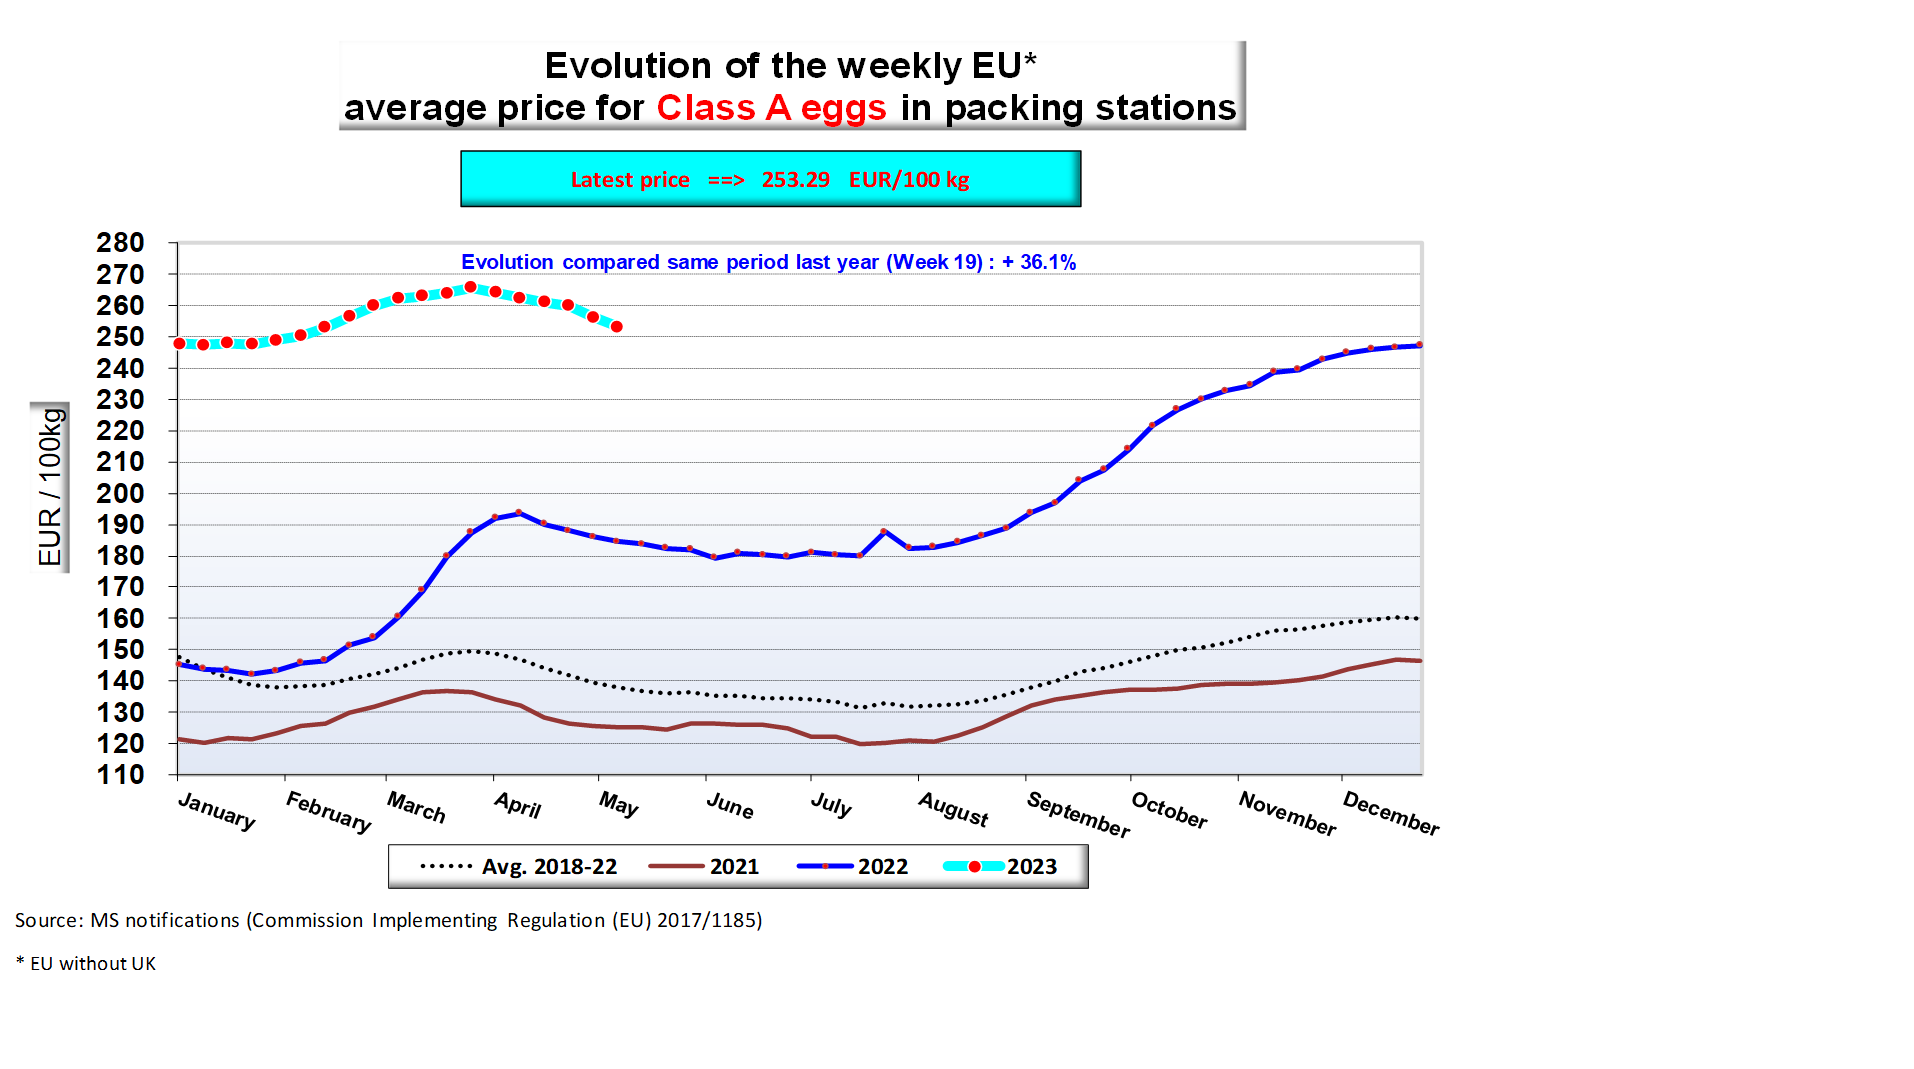 Evolution of the weekly EU*
average price for Class A eggs in packing stations
Latest price ==> 253.29 EUR/100 kg
Evolution compared same period last year (Week 19) : + 36.1%
280
270
260
250
240
230
220
210
200
190
180
170
160
150
140
130
120
110
EUR / 100kg
January
February
March
April
May
June
July
August
September
October
November
December
Avg. 2018-22
2021
2022
2023
Source: MS notifications (Commission Implementing Regulation (EU) 2017/1185)
* EU without UK